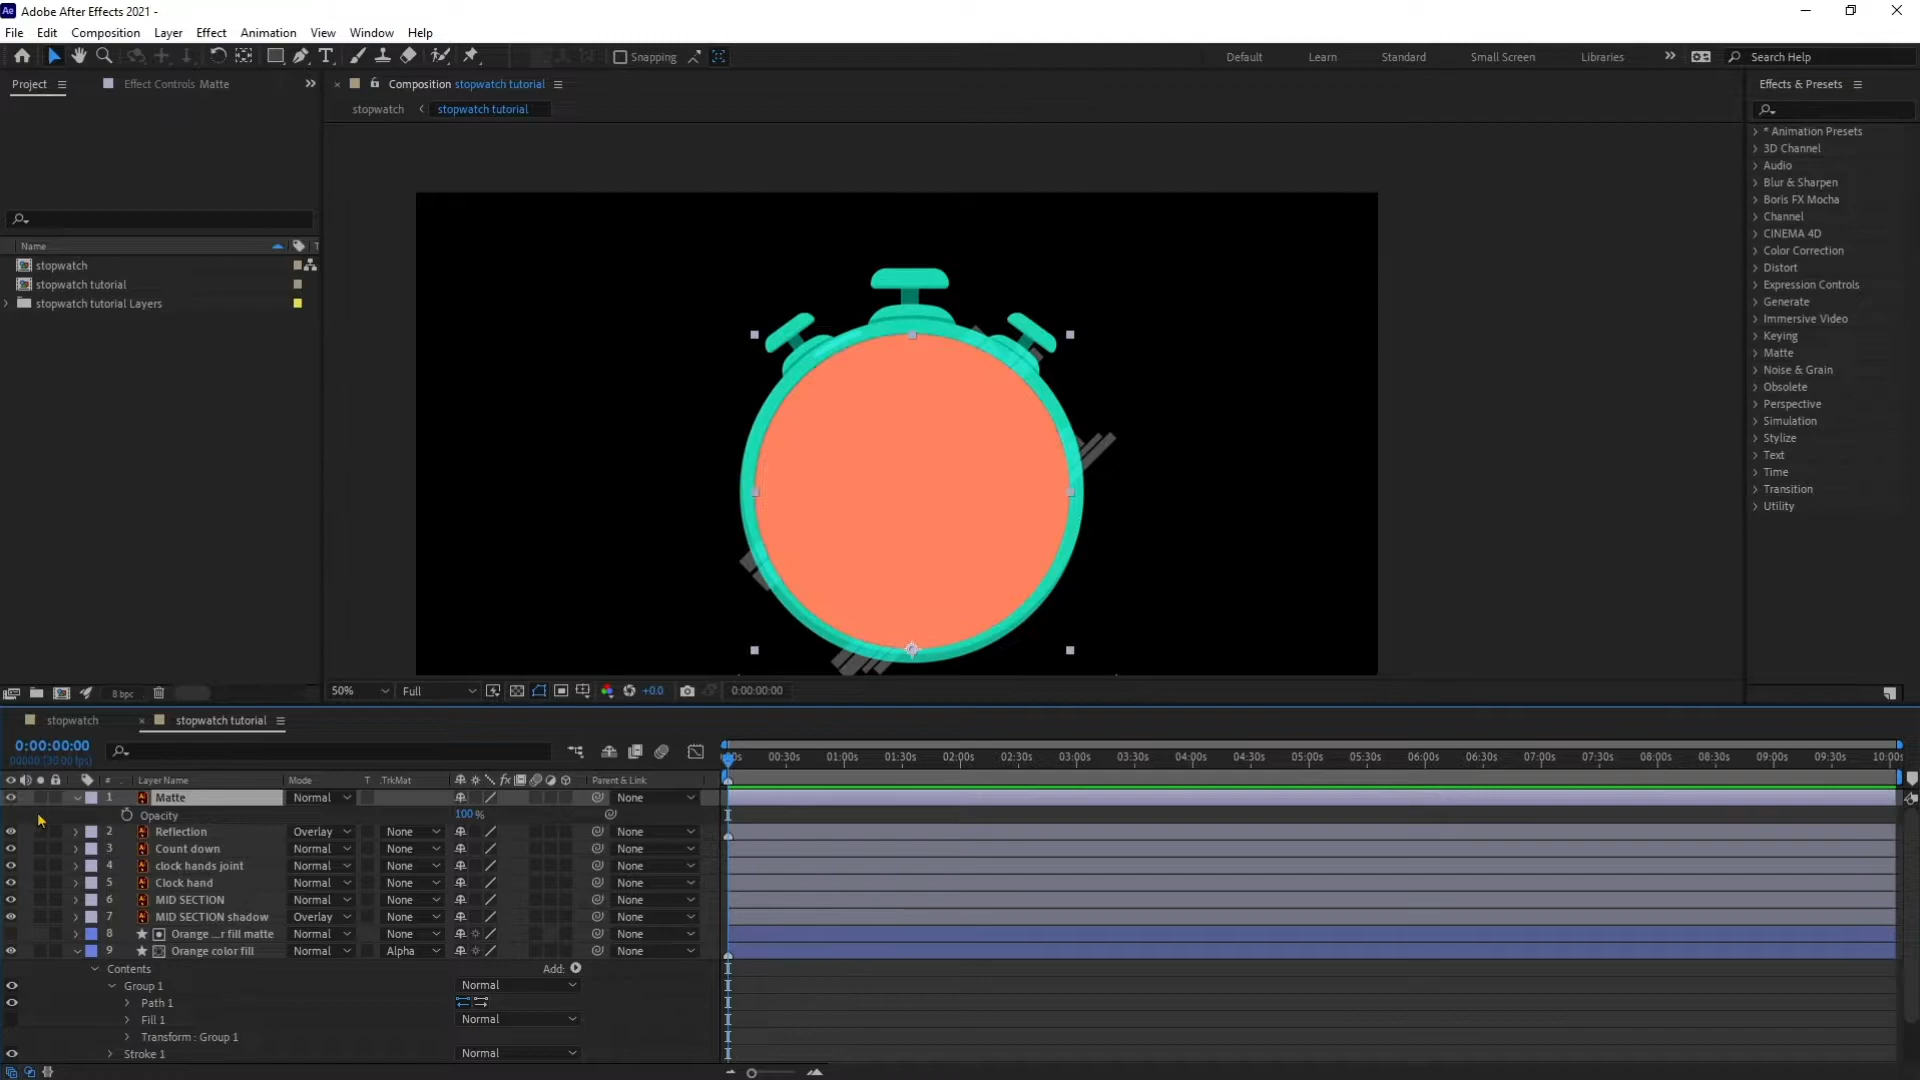 Adobe After Effects 2021 -
File Edit Composition Layer Effect Animation View Window Help
Snapping Default Learn Standard Small Screen Libraries Search Help
Project Effect Controls Matte
Composition stopwatch tutorial
Effects & Presets
stopwatch stopwatch tutorial
* Animation Presets
3D Channel
Audio
Blur & Sharpen
Boris FX Mocha
Channel
CINEMA 4D
Color Correction
Distort
Expression Controls
Generate
Immersive Video
Keying
Matte
Noise & Grain
Obsolete
Perspective
Simulation
Stylize
Text
Time
Transition
Utility
Name T
stopwatch
stopwatch tutorial
stopwatch tutorial Layers
8 bpc
50% Full +0.0 0:00:00:00
stopwatch stopwatch tutorial
0:00:00:00
00000 (30.00 fps)
00:30s 01:00s 01:30s 02:00s 02:30s 03:00s 03:30s 04:00s 04:30s 05:00s 05:30s 06:00s 06:30s 07:00s 07:30s 08:00s 08:30s 09:00s 09:30s 10:00s
# Layer Name Mode T .TrkMat fx Parent & Link
1 Matte Normal None
Opacity 100 %
2 Reflection Overlay None None
3 Count down Normal None None
4 clock hands joint Normal None None
5 Clock hand Normal None None
6 MID SECTION Normal None None
7 MID SECTION shadow Overlay None None
8 Orange ...r fill matte Normal None None
9 Orange color fill Normal Alpha None
Contents Add:
Group 1 Normal
Path 1
Fill 1 Normal
Transform : Group 1
Stroke 1 Normal